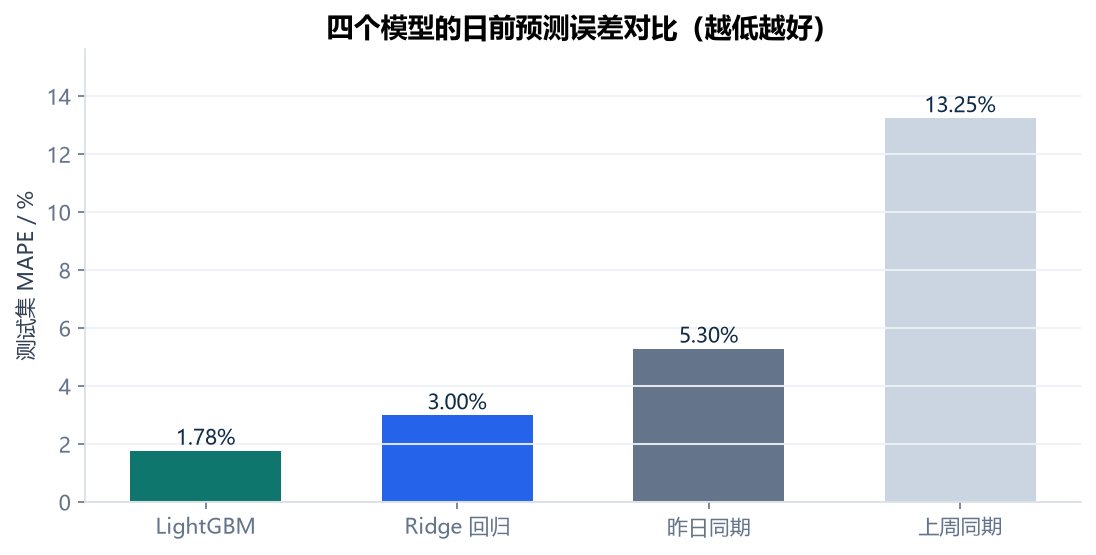 四个模型的日前预测误差对比（越低越好）
测试集 MAPE / %
14
12
10
8
6
4
2
0
1.78%
3.00%
5.30%
13.25%
LightGBM
Ridge 回归
昨日同期
上周同期